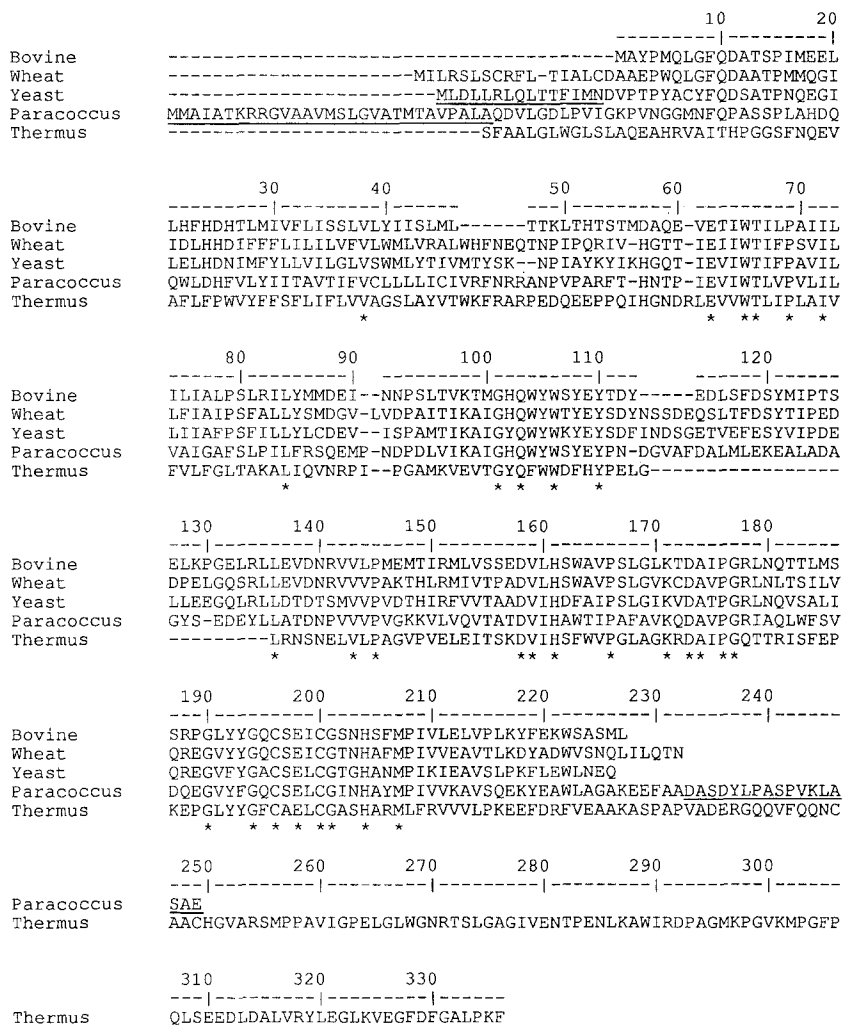 10 20
---------|---------|
Bovine ----------------------------------------MAYPMQLGFQDATSPIMEEL
Wheat ----------------------MILRSLSCRFL-TIALCDAAEPWQLGFQDAATPMMQGI
Yeast ------------------------MLDLLRLQLTTFIMNDVPTPYACYFQDSATPNQEGI
Paracoccus MMAIATKRRGVAAVMSLGVATMTAVPALAQDVLGDLPVIGKPVNGGMNFQPASSPLAHDQ
Thermus ----------------------------SFAALGLWGLSLAQEAHRVAITHPGGSFNQEV
30 40 50 60 70
---------|---------|------- ---|---------| ---------|---
Bovine LHFHDHTLMIVFLISSLVLYIISLML------TTKLTHTSTMDAQE-VETIWTILPAIIL
Wheat IDLHHDIFFFLILILVFVLWMLVRALWHFNEQTNPIPQRIV-HGTT-IEIIWTIFPSVIL
Yeast LELHDNIMFYLLVILGLVSWMLYTIVMTYSK--NPIAYKYIKHGQT-IEVIWTIFPAVIL
Paracoccus QWLDHFVLYIITAVTIFVCLLLLICIVRFNRRANPVPARFT-HNTP-IEVIWTLVPVLIL
Thermus AFLFPWVYFFSFLIFLVVAGSLAYVTWKFRARPEDQEEPPQIHGNDRLEVVWTLIPLAIV
* * ** * *
80 90 100 110 120
------|---------| ---------|---------|--- ---------|------
Bovine ILIALPSLRILYMMDEI--NNPSLTVKTMGHQWYWSYEYTDY-----EDLSFDSYMIPTS
Wheat LFIAIPSFALLYSMDGV-LVDPAITIKAIGHQWYWTYEYSDYNSSDEQSLTFDSYTIPED
Yeast LIIAFPSFILLYLCDEV--ISPAMTIKAIGYQWYWKYEYSDFINDSGETVEFESYVIPDE
Paracoccus VAIGAFSLPILFRSQEMP-NDPDLVIKAIGHQWYWSYEYPN-DGVAFDALMLEKEALADA
Thermus FVLFGLTAKALIQVNRPI--PGAMKVEVTGYQFWWDFHYPELG-----------------
* * * * *
130 140 150 160 170 180
---|---------|---------|---------|---------|---------|------
Bovine ELKPGELRLLEVDNRVVLPMEMTIRMLVSSEDVLHSWAVPSLGLKTDAIPGRLNQTTLMS
Wheat DPELGQSRLLEVDNRVVVPAKTHLRMIVTPADVLHSWAVPSLGVKCDAVPGRLNLTSILV
Yeast LLEEGQLRLLDTDTSMVVPVDTHIRFVVTAADVIHDFAIPSLGIKVDATPGRLNQVSALI
Paracoccus GYS-EDEYLLATDNPVVVPVGKKVLVQVTATDVIHAWTIPAFAVKQDAVPGRIAQLWFSV
Thermus ---------LRNSNELVLPAGVPVELEITSKDVIHSFWVPGLAGKRDAIPGQTTRISFEP
* * * ** * * * ** **
190 200 210 220 230 240
---|---------|---------|---------|---------|---------|------
Bovine SRPGLYYGQCSEICGSNHSFMPIVLELVPLKYFEKWSASML
Wheat QREGVYYGQCSEICGTNHAFMPIVVEAVTLKDYADWVSNQLILQTN
Yeast QREGVFYGACSELCGTGHANMPIKIEAVSLPKFLEWLNEQ
Paracoccus DQEGVYFGQCSELCGINHAYMPIVVKAVSQEKYEAWLAGAKEEFAADASDYLPASPVKLA
Thermus KEPGLYYGFCAELCGASHARMLFRVVVLPKEEFDRFVEAAKASPAPVADERGQQVFQQNC
* * * * ** * *
250 260 270 280 290 300
---|---------|---------|---------|---------|---------|------
Paracoccus SAE
Thermus AACHGVARSMPPAVIGPELGLWGNRTSLGAGIVENTPENLKAWIRDPAGMKPGVKMPGFP
310 320 330
---|---------|---------|------
Thermus QLSEEDLDALVRYLEGLKVEGFDFGALPKF